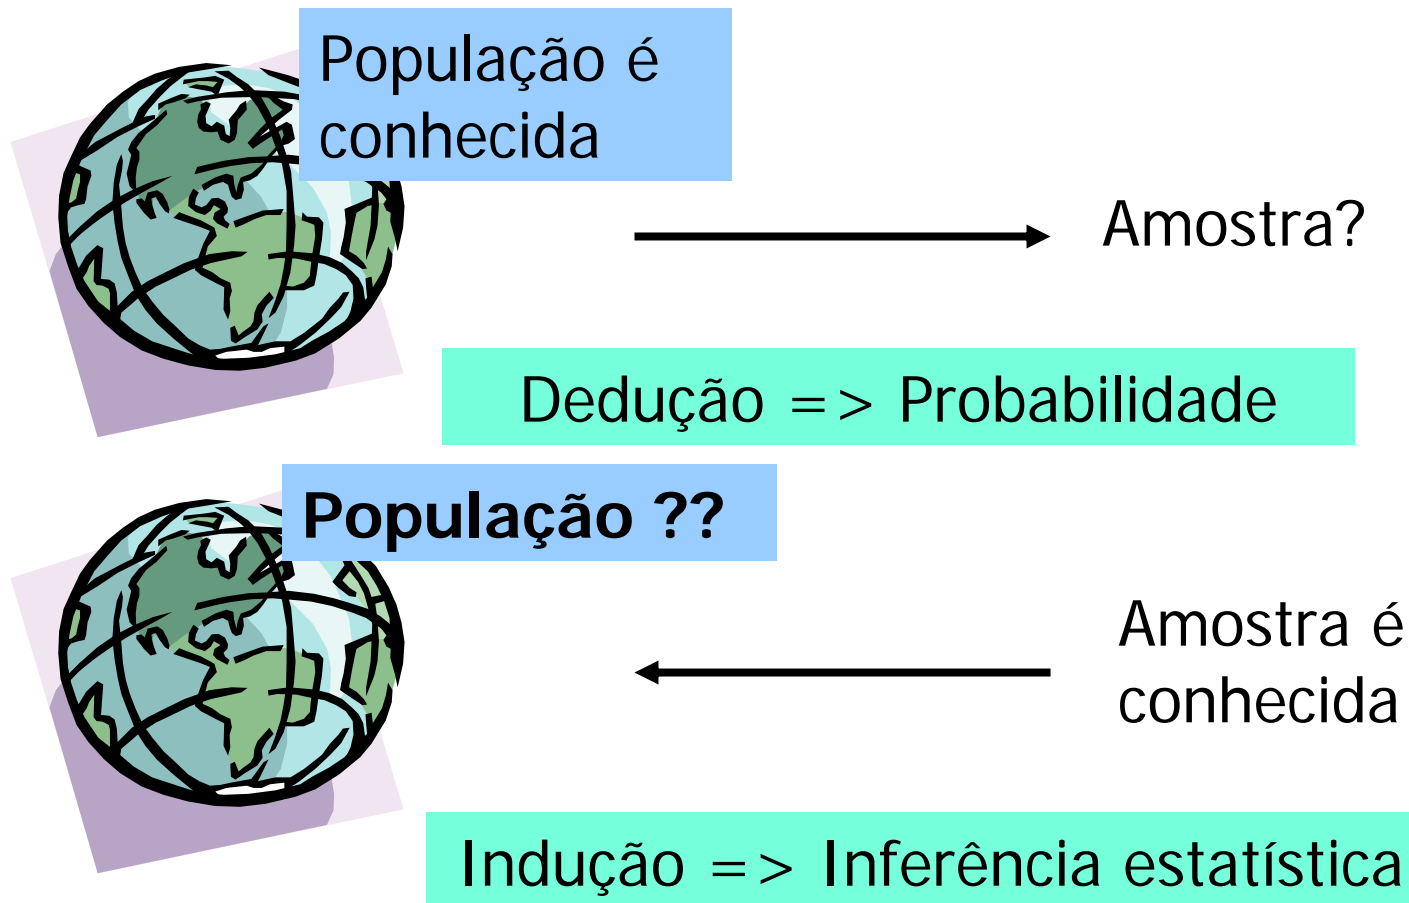 População é
conhecida
Amostra?
Dedução => Probabilidade
População ??
Amostra é
conhecida
Indução => Inferência estatística